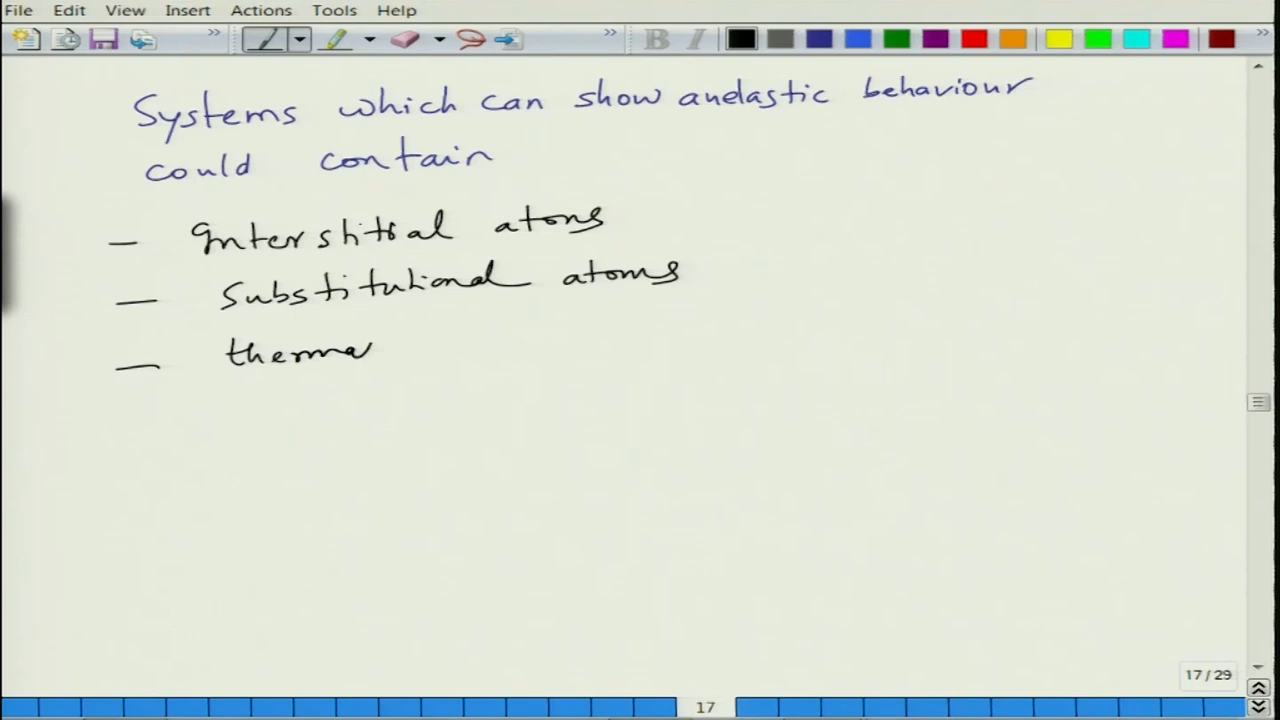 File Edit View Insert Actions Tools Help
B I
Systems which can show anelastic behaviour
could contain
— Interstitial atoms
— Substitutional atoms
— therma
17/29
17